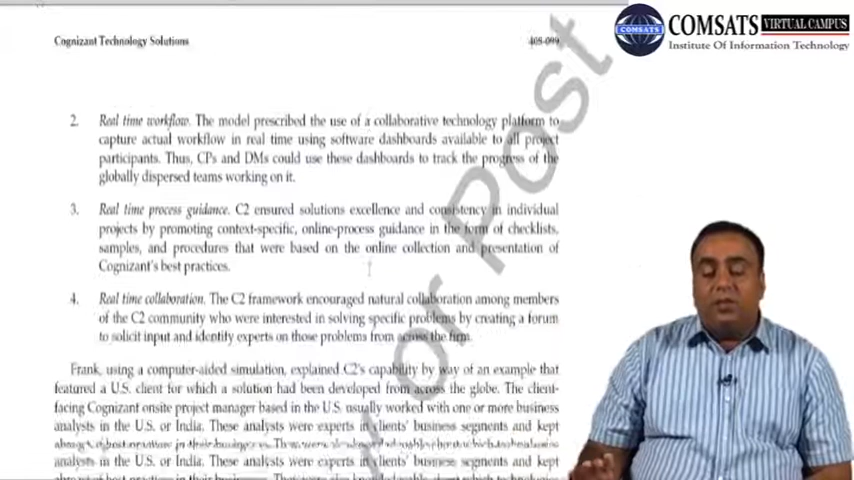 Cognizant Technology Solutions
408-099
COMSATS VIRTUAL CAMPUS
Institute Of Information Technology
COMSATS
2. Real time workflow. The model prescribed the use of a collaborative technology platform to
capture actual workflow in real time using software dashboards available to all project
participants. Thus, CPs and DMs could use these dashboards to track the progress of the
globally dispersed teams working on it.
3. Real time process guidance. C2 ensured solutions excellence and consistency in individual
projects by promoting context-specific, online-process guidance in the form of checklists,
samples, and procedures that were based on the online collection and presentation of
Cognizant's best practices.
4. Real time collaboration. The C2 framework encouraged natural collaboration among members
of the C2 community who were interested in solving specific problems by creating a forum
to solicit input and identify experts on those problems from across the firm.
Frank, using a computer-aided simulation, explained C2's capability by way of an example that
featured a U.S. client for which a solution had been developed from across the globe. The client-
facing Cognizant onsite project manager based in the U.S. usually worked with one or more business
analysts in the U.S. or India. These analysts were experts in clients' business segments and kept
analysts in the U.S. or India. These analysts were experts in clients' business segments and kept
or Post